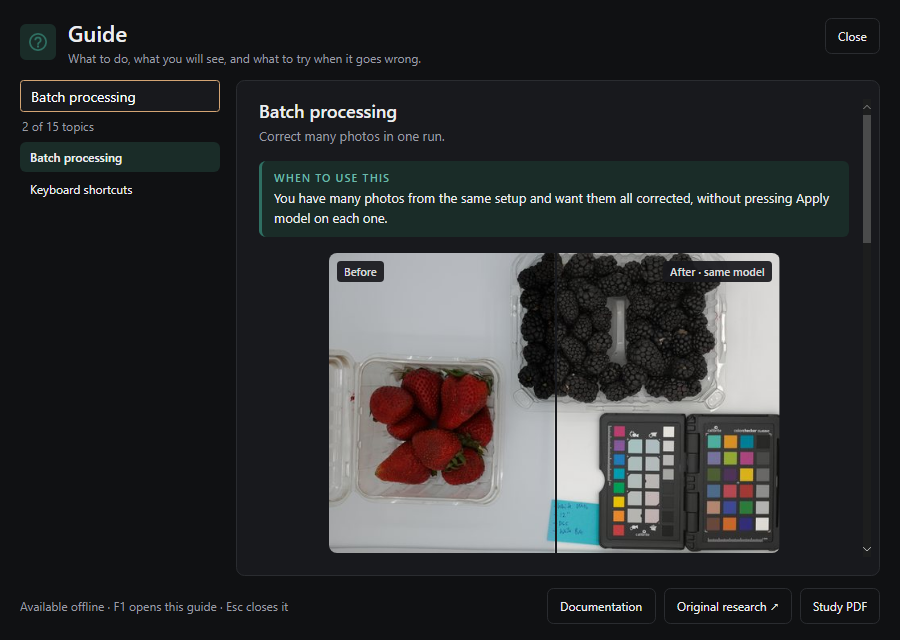 Guide
What to do, what you will see, and what to try when it goes wrong.
Close
Batch processing
2 of 15 topics
Batch processing
Keyboard shortcuts
Batch processing
Correct many photos in one run.
WHEN TO USE THIS
You have many photos from the same setup and want them all corrected, without pressing Apply
model on each one.
Before
After · same model
Available offline · F1 opens this guide · Esc closes it
Documentation
Original research ↗
Study PDF